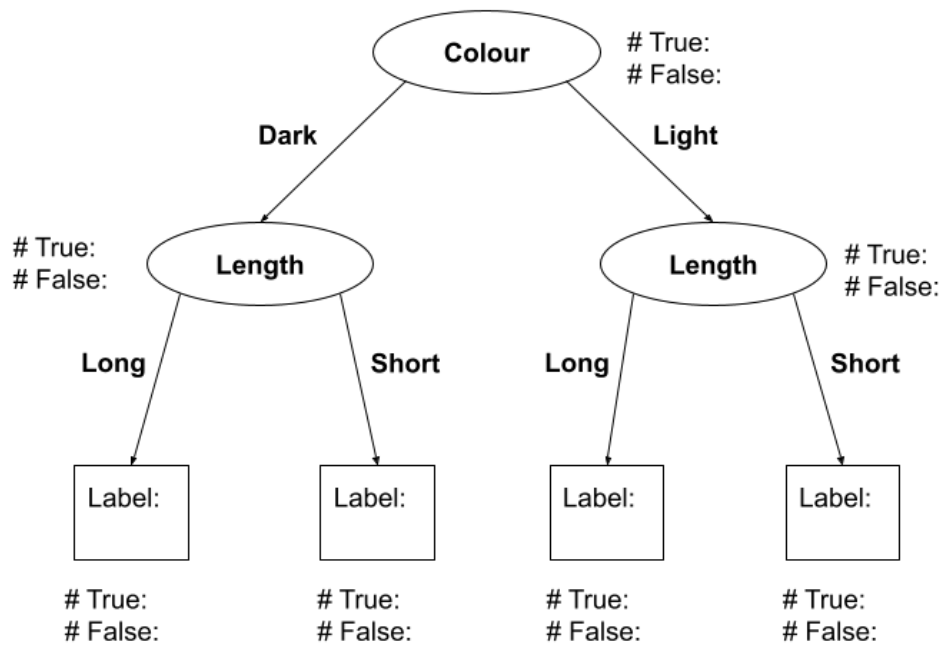 Colour
# True:
# False:
Dark
Light
# True:
# False:
Length
Length
# True:
# False:
Long
Short
Long
Short
Label:
Label:
Label:
Label:
# True:
# False:
# True:
# False:
# True:
# False:
# True:
# False: